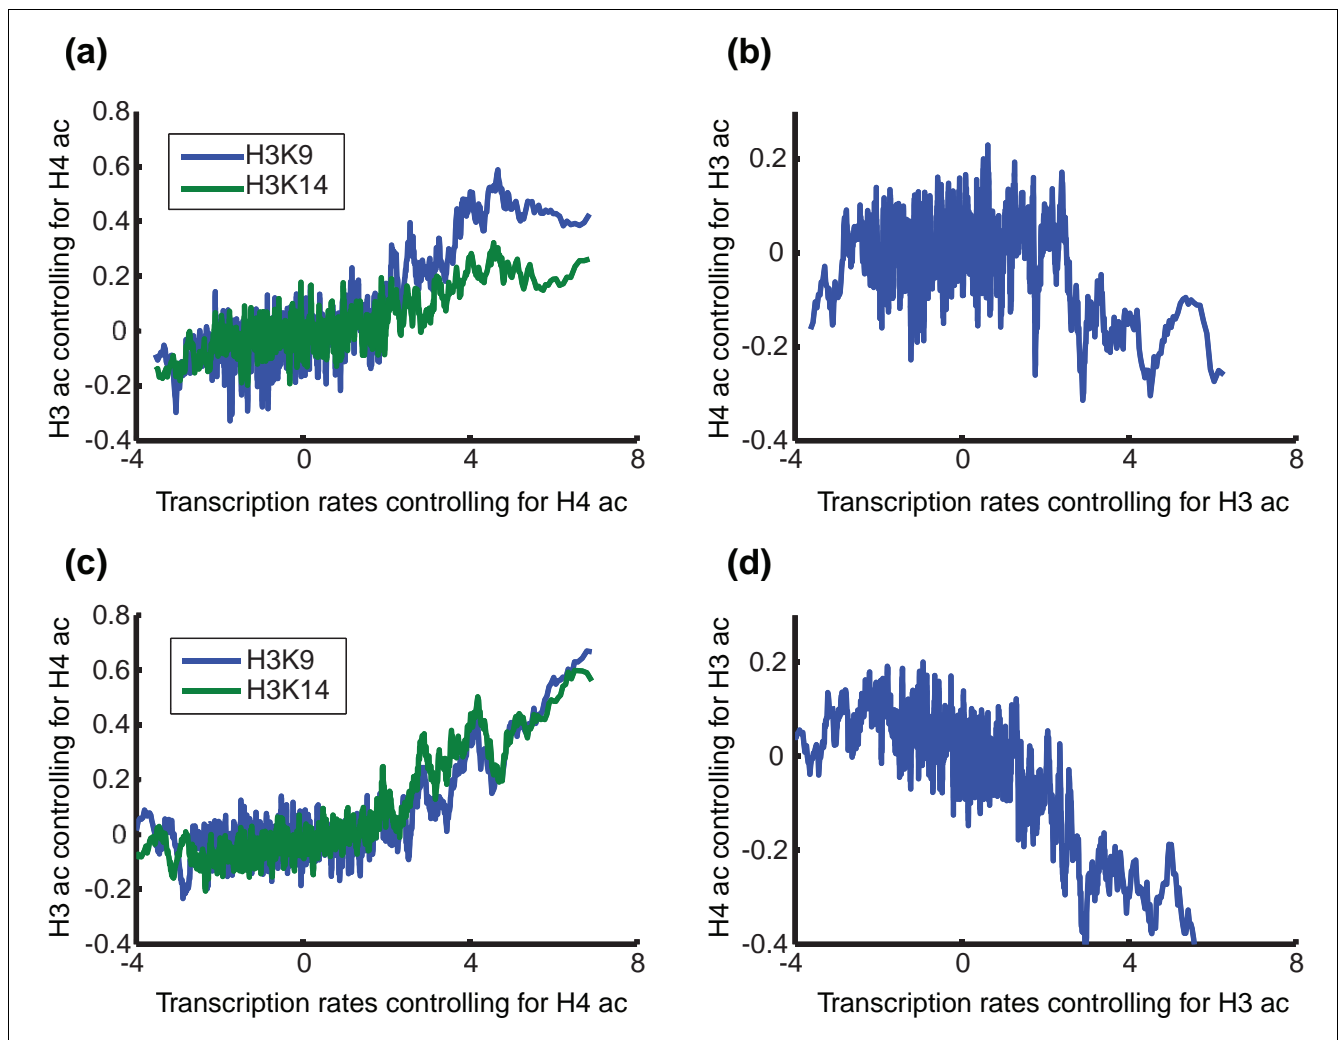 (a)
0.8
0.6
0.4
0.2
0
-0.2
-0.4
H3 ac controlling for H4 ac
H3K9
H3K14
-4 0 4 8
Transcription rates controlling for H4 ac
(b)
0.2
0
-0.2
-0.4
H4 ac controlling for H3 ac
-4 0 4 8
Transcription rates controlling for H3 ac
(c)
0.8
0.6
0.4
0.2
0
-0.2
-0.4
H3 ac controlling for H4 ac
H3K9
H3K14
-4 0 4 8
Transcription rates controlling for H4 ac
(d)
0.2
0
-0.2
-0.4
H4 ac controlling for H3 ac
-4 0 4 8
Transcription rates controlling for H3 ac